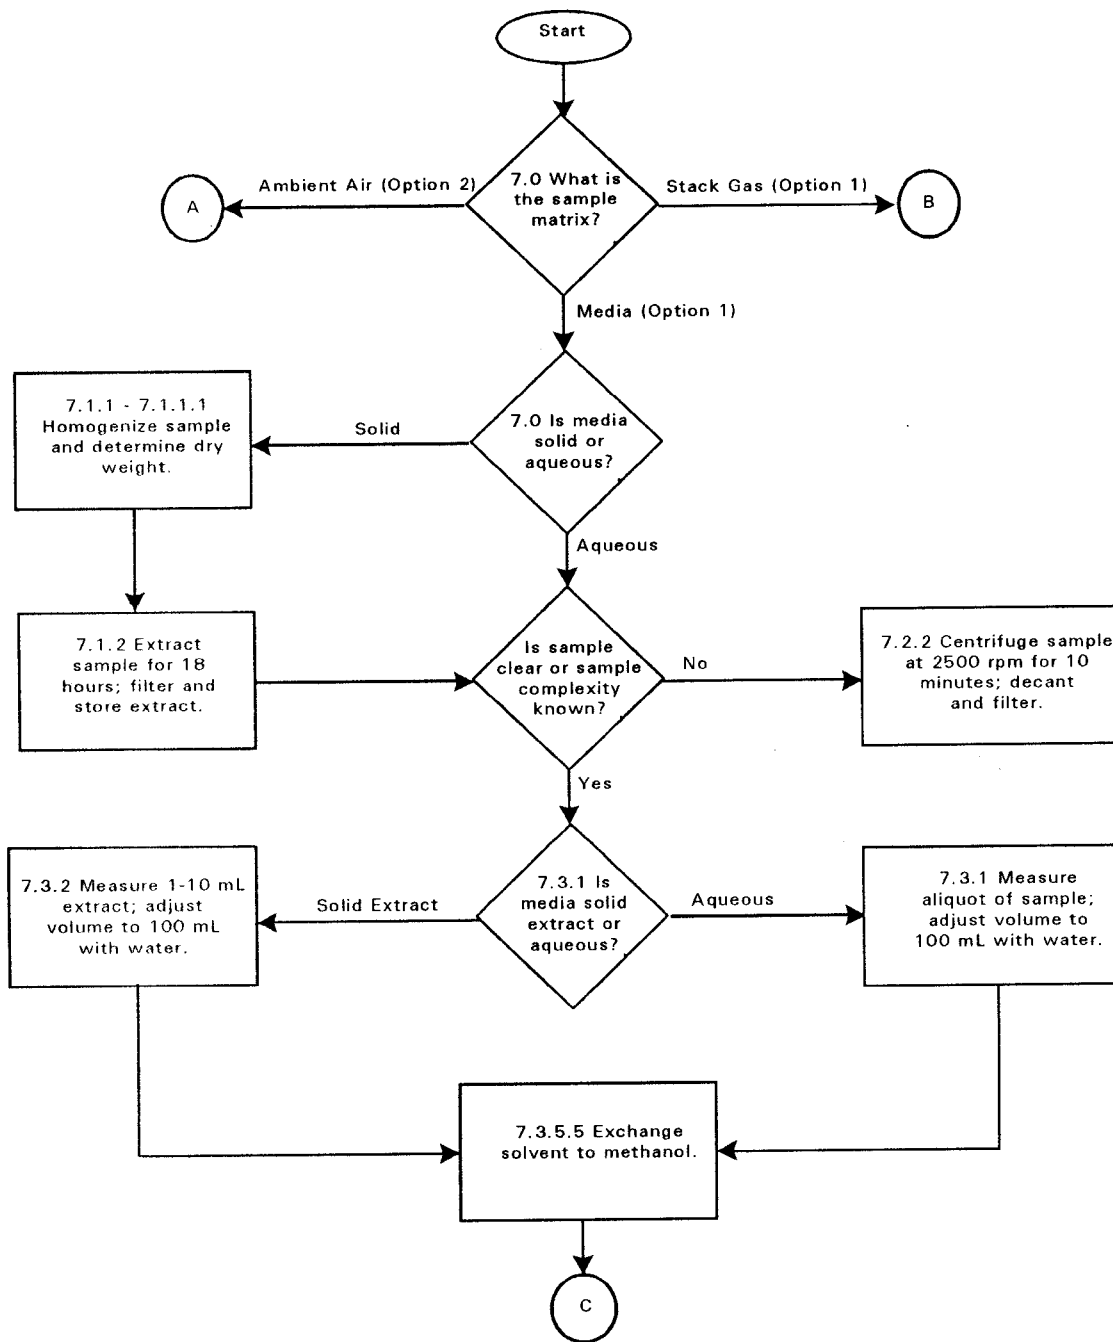 Start
Ambient Air (Option 2)
7.0 What is
the sample
matrix?
Stack Gas (Option 1)
A
B
Media (Option 1)
7.1.1 - 7.1.1.1
Homogenize sample
and determine dry
weight.
Solid
7.0 Is media
solid or
aqueous?
Aqueous
7.1.2 Extract
sample for 18
hours; filter and
store extract.
Is sample
clear or sample
complexity
known?
No
7.2.2 Centrifuge sample
at 2500 rpm for 10
minutes; decant
and filter.
Yes
7.3.2 Measure 1-10 mL
extract; adjust
volume to 100 mL
with water.
Solid Extract
7.3.1 Is
media solid
extract or
aqueous?
Aqueous
7.3.1 Measure
aliquot of sample;
adjust volume to
100 mL with water.
7.3.5.5 Exchange
solvent to methanol.
C